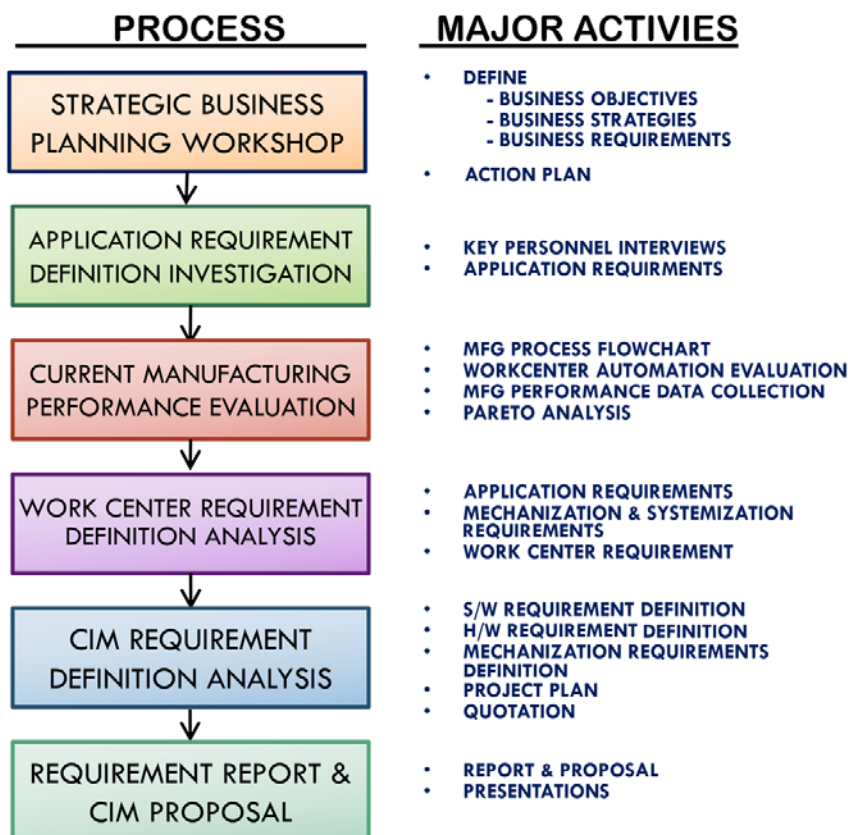 PROCESS
MAJOR ACTIVIES
STRATEGIC BUSINESS
PLANNING WORKSHOP
• DEFINE
- BUSINESS OBJECTIVES
- BUSINESS STRATEGIES
- BUSINESS REQUIREMENTS
• ACTION PLAN
APPLICATION REQUIREMENT
DEFINITION INVESTIGATION
• KEY PERSONNEL INTERVIEWS
• APPLICATION REQUIRMENTS
CURRENT MANUFACTURING
PERFORMANCE EVALUATION
• MFG PROCESS FLOWCHART
• WORKCENTER AUTOMATION EVALUATION
• MFG PERFORMANCE DATA COLLECTION
• PARETO ANALYSIS
WORK CENTER REQUIREMENT
DEFINITION ANALYSIS
• APPLICATION REQUIREMENTS
• MECHANIZATION & SYSTEMIZATION
REQUIREMENTS
• WORK CENTER REQUIREMENT
CIM REQUIREMENT
DEFINITION ANALYSIS
• S/W REQUIREMENT DEFINITION
• H/W REQUIREMENT DEFINITION
• MECHANIZATION REQUIREMENTS
DEFINITION
• PROJECT PLAN
• QUOTATION
REQUIREMENT REPORT &
CIM PROPOSAL
• REPORT & PROPOSAL
• PRESENTATIONS